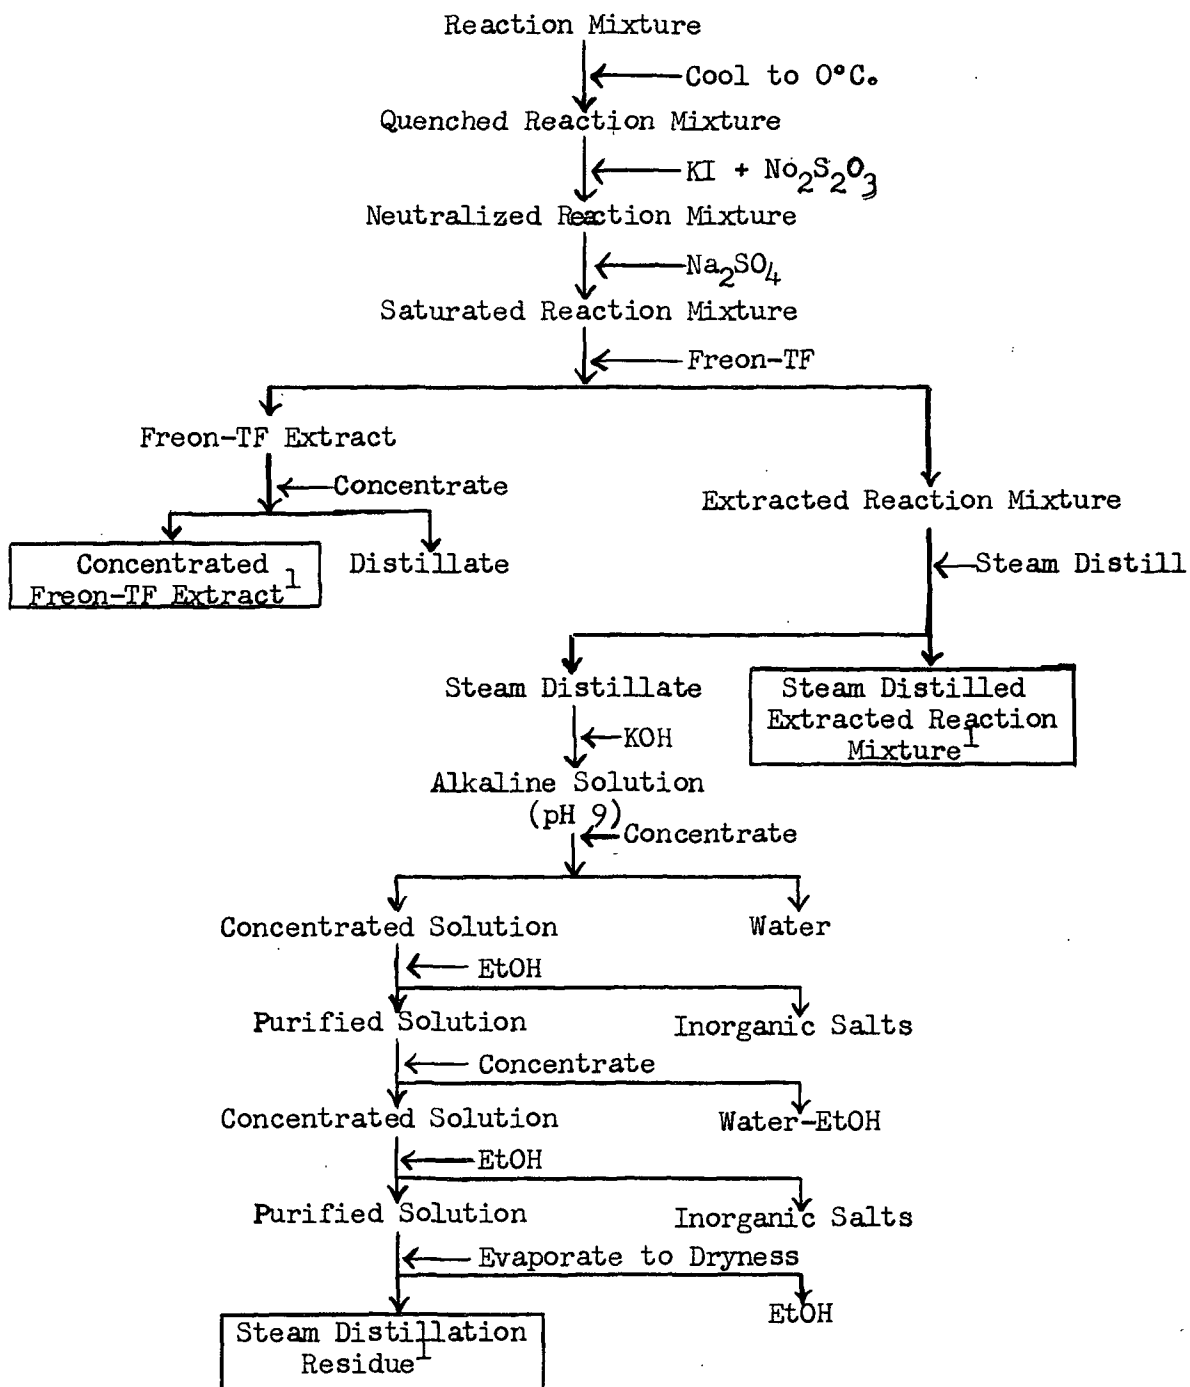 Reaction Mixture
Cool to 0°C.
Quenched Reaction Mixture
KI + No₂S₂O₃
Neutralized Reaction Mixture
Na₂SO₄
Saturated Reaction Mixture
Freon-TF
Freon-TF Extract
Concentrate
Extracted Reaction Mixture
Concentrated
Freon-TF Extract¹
Distillate
Steam Distill
Steam Distillate
Steam Distilled
Extracted Reaction
Mixture¹
KOH
Alkaline Solution
(pH 9)
Concentrate
Concentrated Solution
Water
EtOH
Purified Solution
Inorganic Salts
Concentrate
Concentrated Solution
Water-EtOH
EtOH
Purified Solution
Inorganic Salts
Evaporate to Dryness
EtOH
Steam Distillation
Residue¹